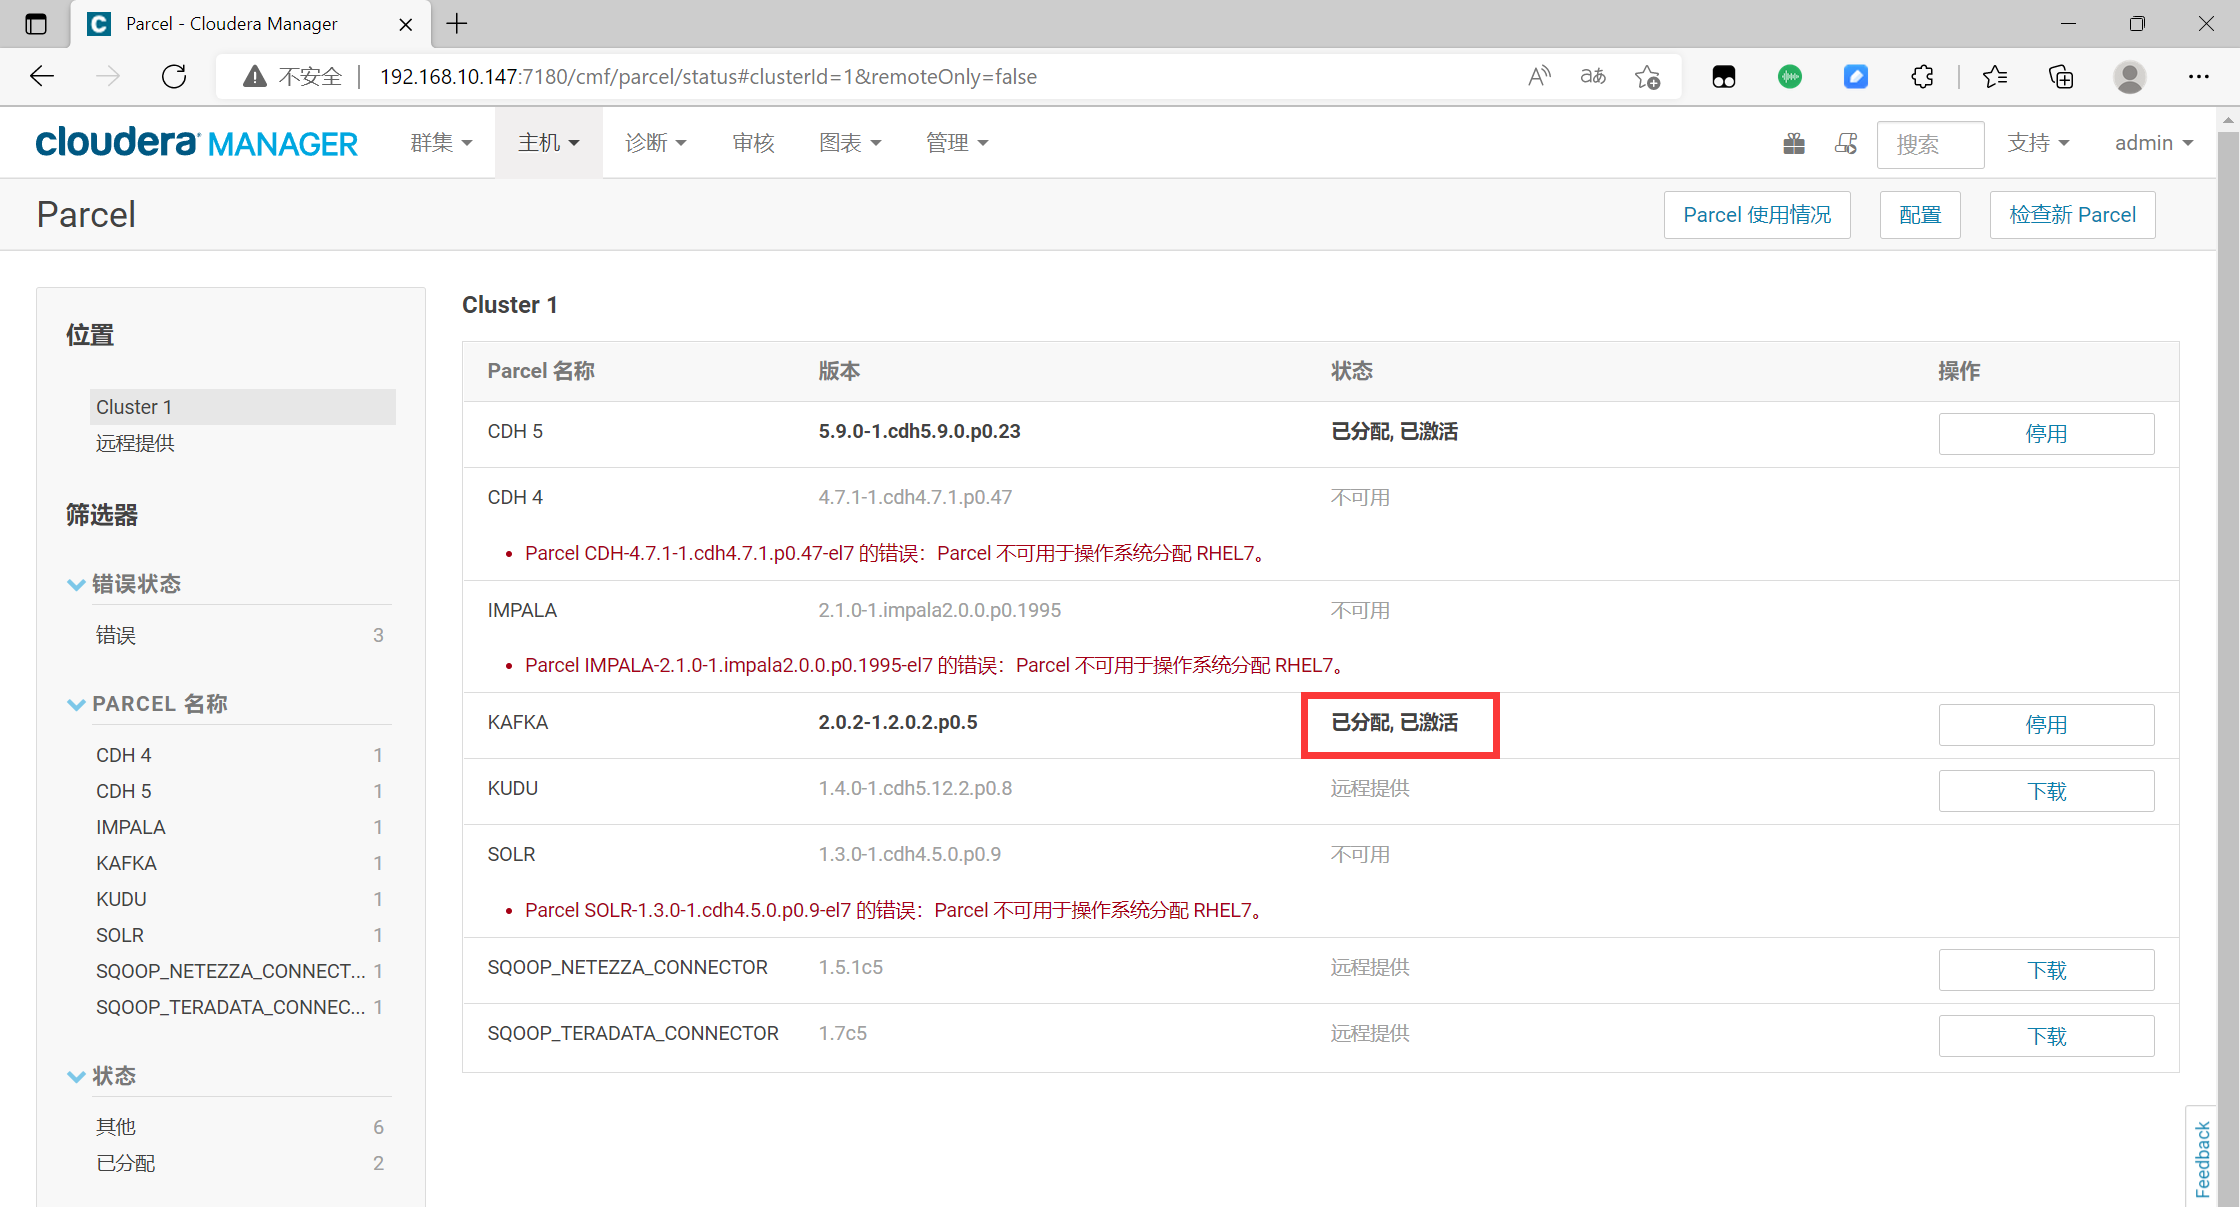 Parcel - Cloudera Manager
不安全 192.168.10.147:7180/cmf/parcel/status#clusterId=1&remoteOnly=false
cloudera MANAGER 群集 主机 诊断 审核 图表 管理 搜索 支持 admin
Parcel Parcel 使用情况 配置 检查新 Parcel
位置
Cluster 1
远程提供
筛选器
错误状态
错误 3
PARCEL 名称
CDH 4 1
CDH 5 1
IMPALA 1
KAFKA 1
KUDU 1
SOLR 1
SQOOP_NETEZZA_CONNECT... 1
SQOOP_TERADATA_CONNEC... 1
状态
其他 6
已分配 2
Cluster 1
Parcel 名称 版本 状态 操作
CDH 5 5.9.0-1.cdh5.9.0.p0.23 已分配, 已激活 停用
CDH 4 4.7.1-1.cdh4.7.1.p0.47 不可用
Parcel CDH-4.7.1-1.cdh4.7.1.p0.47-el7 的错误：Parcel 不可用于操作系统分配 RHEL7。
IMPALA 2.1.0-1.impala2.0.0.p0.1995 不可用
Parcel IMPALA-2.1.0-1.impala2.0.0.p0.1995-el7 的错误：Parcel 不可用于操作系统分配 RHEL7。
KAFKA 2.0.2-1.2.0.2.p0.5 已分配, 已激活 停用
KUDU 1.4.0-1.cdh5.12.2.p0.8 远程提供 下载
SOLR 1.3.0-1.cdh4.5.0.p0.9 不可用
Parcel SOLR-1.3.0-1.cdh4.5.0.p0.9-el7 的错误：Parcel 不可用于操作系统分配 RHEL7。
SQOOP_NETEZZA_CONNECTOR 1.5.1c5 远程提供 下载
SQOOP_TERADATA_CONNECTOR 1.7c5 远程提供 下载
Feedback